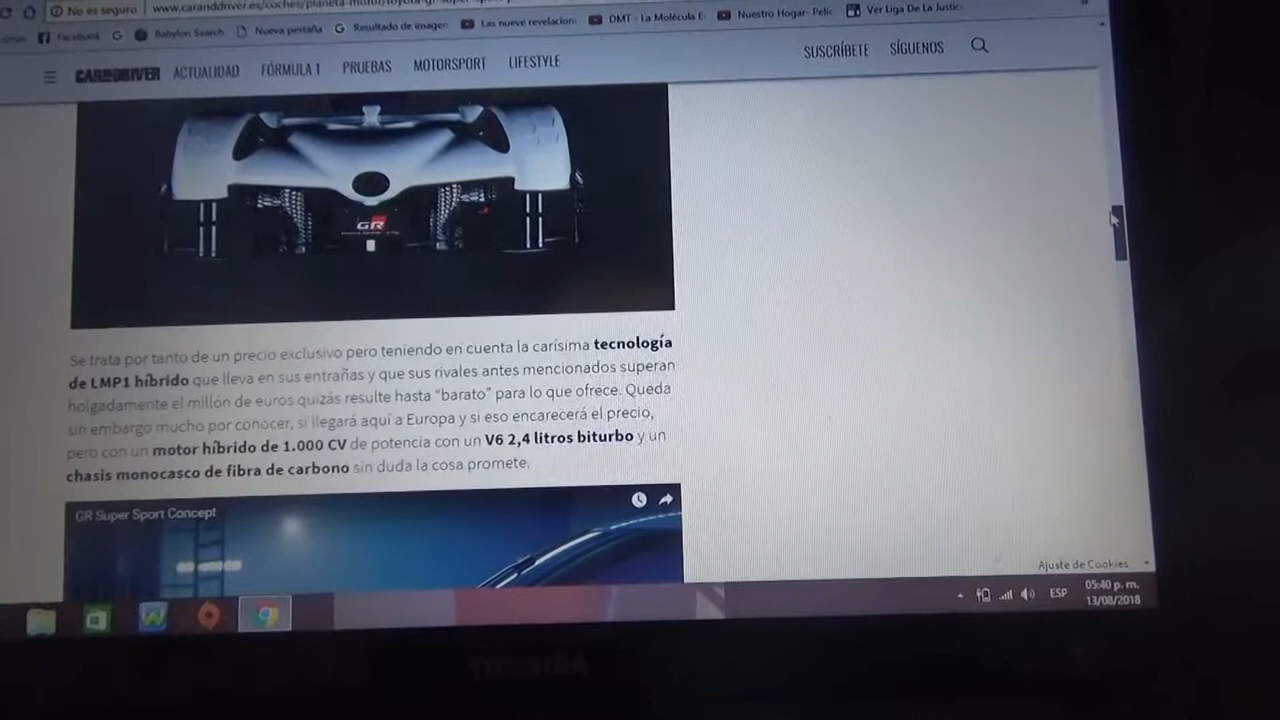 No es seguro www.caranddriver.es/coches/planeta-motor/toyota-gr-super-sport
Facebook Babylon Search Nueva pestaña Resultado de imagen Las nueve revelacion DMT - La Molécula E Nuestro Hogar- Pelic Ver Liga De La Justic
CAR AND DRIVER ACTUALIDAD FÓRMULA 1 PRUEBAS MOTORSPORT LIFESTYLE SUSCRÍBETE SÍGUENOS
GR
Se trata por tanto de un precio exclusivo pero teniendo en cuenta la carísima tecnología
de LMP1 híbrido que lleva en sus entrañas y que sus rivales antes mencionados superan
holgadamente el millón de euros quizás resulte hasta “barato” para lo que ofrece. Queda
sin embargo mucho por conocer, si llegará aquí a Europa y si eso encarecerá el precio,
pero con un motor híbrido de 1.000 CV de potencia con un V6 2,4 litros biturbo y un
chasis monocasco de fibra de carbono sin duda la cosa promete.
GR Super Sport Concept
Ajuste de Cookies
ESP
05:40 p. m.
13/08/2018
TOSHIBA